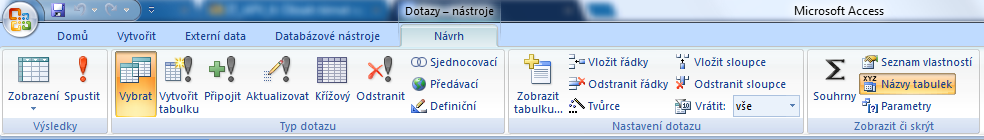 Dotazy – nástroje
Microsoft Access
Domů
Vytvořit
Externí data
Databázové nástroje
Návrh
Zobrazení
Spustit
Výsledky
Vybrat
Vytvořit
tabulku
Připojit
Aktualizovat
Křížový
Odstranit
Sjednocovací
Předávací
Definiční
Typ dotazu
Zobrazit
tabulku...
Vložit řádky
Odstranit řádky
Tvůrce
Vložit sloupce
Odstranit sloupce
Vrátit: vše
Nastavení dotazu
Σ
Souhrny
Seznam vlastností
XYZ
Názvy tabulek
Parametry
Zobrazit či skrýt